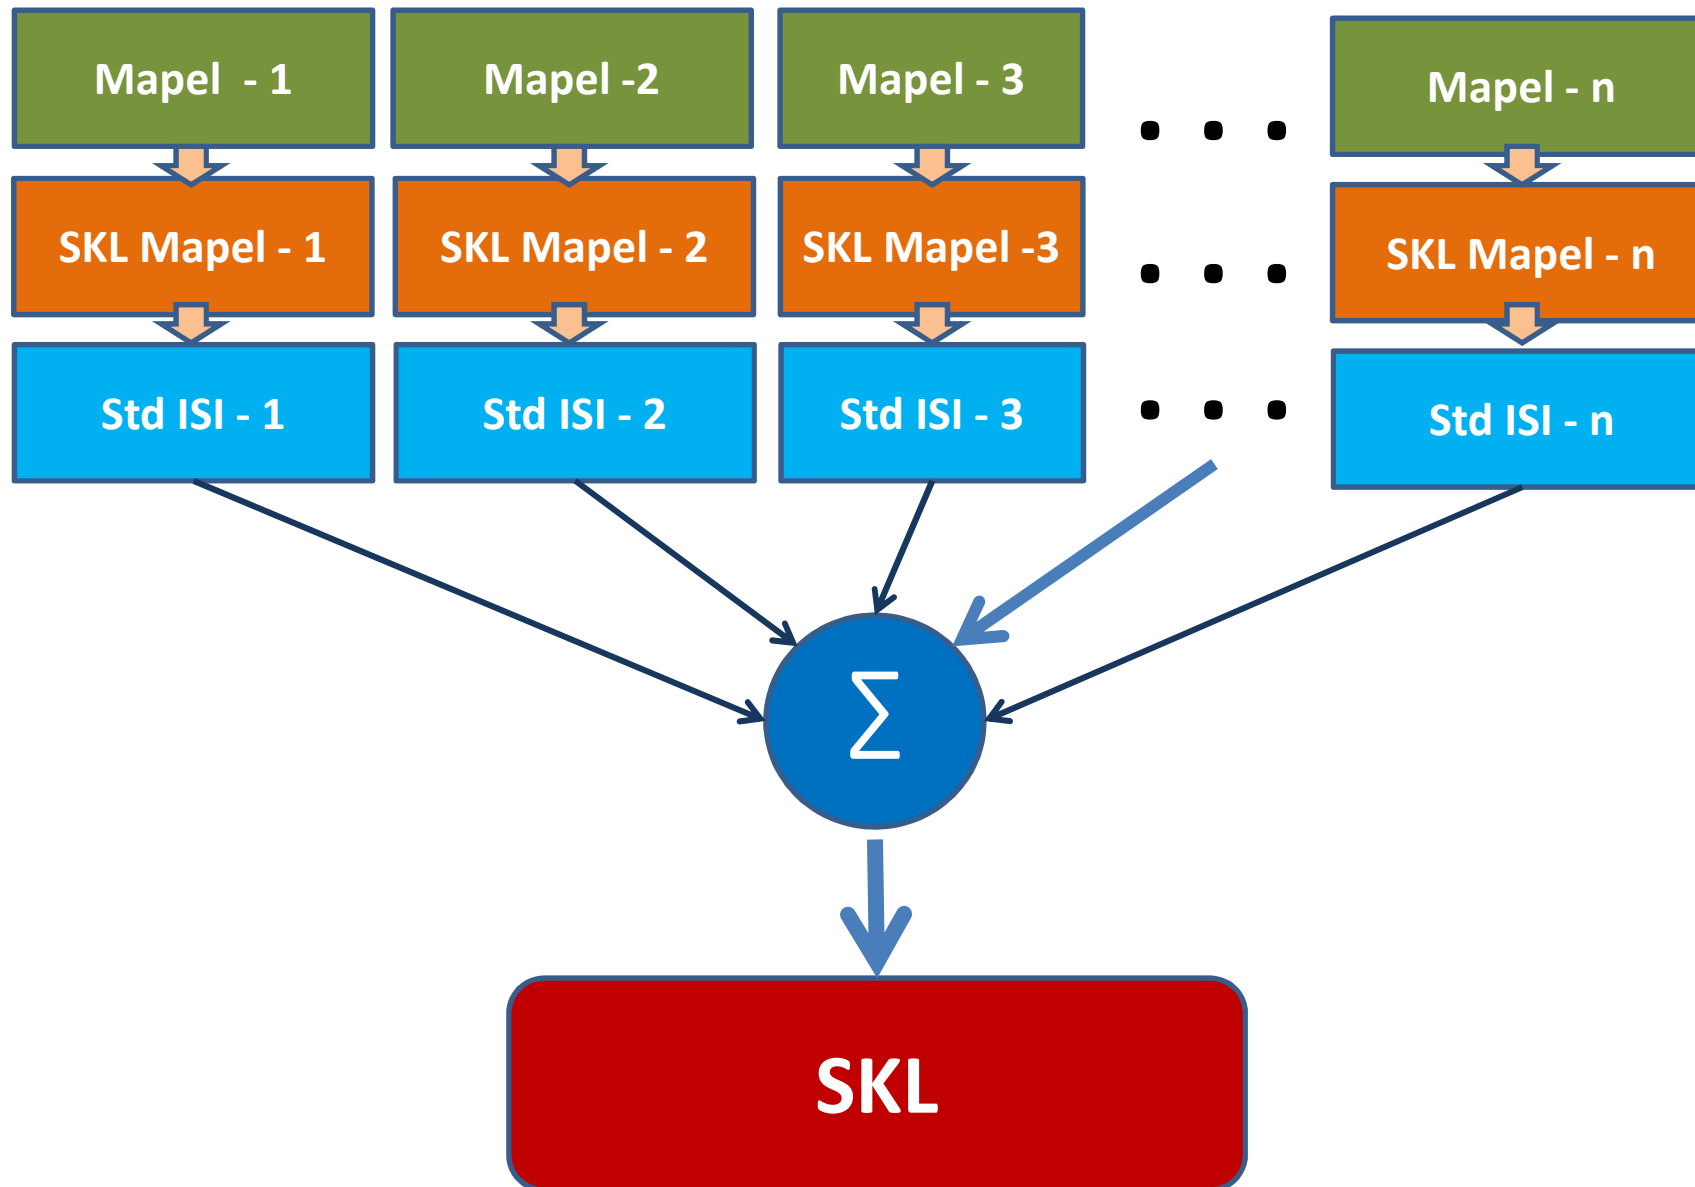 Mapel - 1
Mapel -2
Mapel - 3
. . .
Mapel - n
SKL Mapel - 1
SKL Mapel - 2
SKL Mapel -3
. . .
SKL Mapel - n
Std ISI - 1
Std ISI - 2
Std ISI - 3
. . .
Std ISI - n
∑
SKL